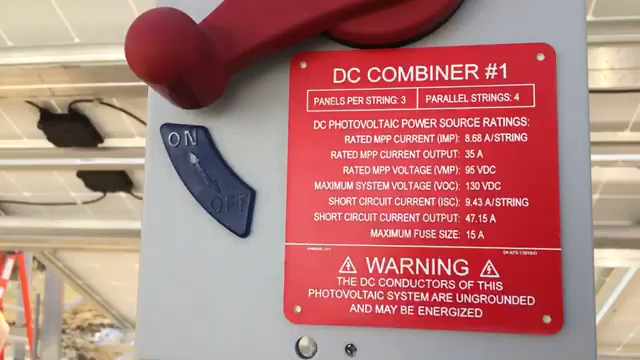 DC COMBINER #1
PANELS PER STRING: 3 PARALLEL STRINGS: 4
DC PHOTOVOLTAIC POWER SOURCE RATINGS:
RATED MPP CURRENT (IMP): 8.68 A/STRING
RATED MPP CURRENT OUTPUT: 35 A
RATED MPP VOLTAGE (VMP): 95 VDC
MAXIMUM SYSTEM VOLTAGE (VOC): 130 VDC
SHORT CIRCUIT CURRENT (ISC): 9.43 A/STRING
SHORT CIRCUIT CURRENT OUTPUT: 47.15 A
MAXIMUM FUSE SIZE: 15 A
WARNING
THE DC CONDUCTORS OF THIS
PHOTOVOLTAIC SYSTEM ARE UNGROUNDED
AND MAY BE ENERGIZED
ON
OFF